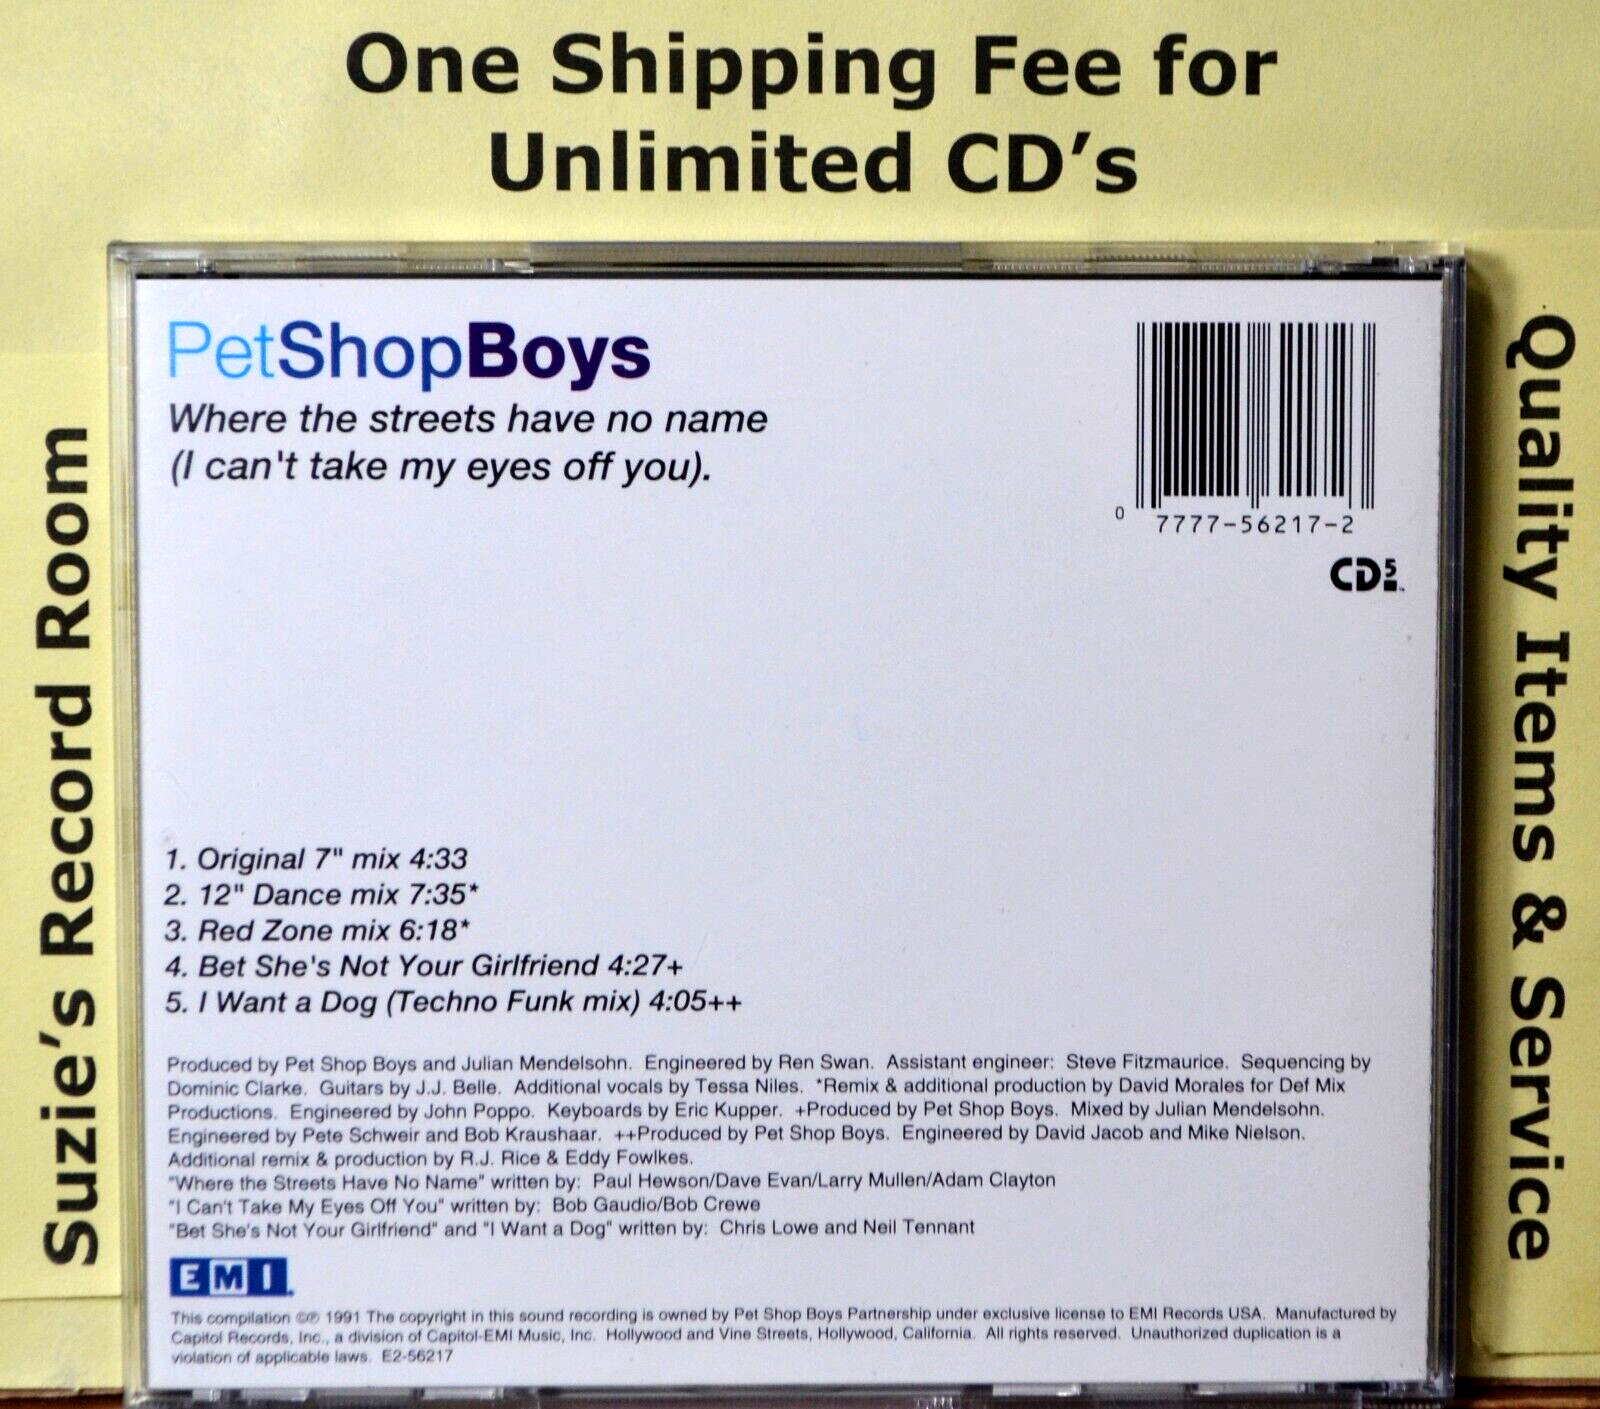 One Shipping Fee for
Unlimited CD's
Suzie's Record Room
Quality Items & Service
PetShopBoys
Where the streets have no name
(I can't take my eyes off you).
0 7777-56217-2
CD5™
1. Original 7" mix 4:33
2. 12" Dance mix 7:35*
3. Red Zone mix 6:18*
4. Bet She's Not Your Girlfriend 4:27+
5. I Want a Dog (Techno Funk mix) 4:05++
Produced by Pet Shop Boys and Julian Mendelsohn. Engineered by Ren Swan. Assistant engineer: Steve Fitzmaurice. Sequencing by
Dominic Clarke. Guitars by J.J. Belle. Additional vocals by Tessa Niles. *Remix & additional production by David Morales for Def Mix
Productions. Engineered by John Poppo. Keyboards by Eric Kupper. +Produced by Pet Shop Boys. Mixed by Julian Mendelsohn.
Engineered by Pete Schweir and Bob Kraushaar. ++Produced by Pet Shop Boys. Engineered by David Jacob and Mike Nielson.
Additional remix & production by R.J. Rice & Eddy Fowlkes.
"Where the Streets Have No Name" written by: Paul Hewson/Dave Evan/Larry Mullen/Adam Clayton
"I Can't Take My Eyes Off You" written by: Bob Gaudio/Bob Crewe
"Bet She's Not Your Girlfriend" and "I Want a Dog" written by: Chris Lowe and Neil Tennant
EMI
This compilation ©℗ 1991 The copyright in this sound recording is owned by Pet Shop Boys Partnership under exclusive license to EMI Records USA. Manufactured by
Capitol Records, Inc., a division of Capitol-EMI Music, Inc. Hollywood and Vine Streets, Hollywood, California. All rights reserved. Unauthorized duplication is a
violation of applicable laws. E2-56217